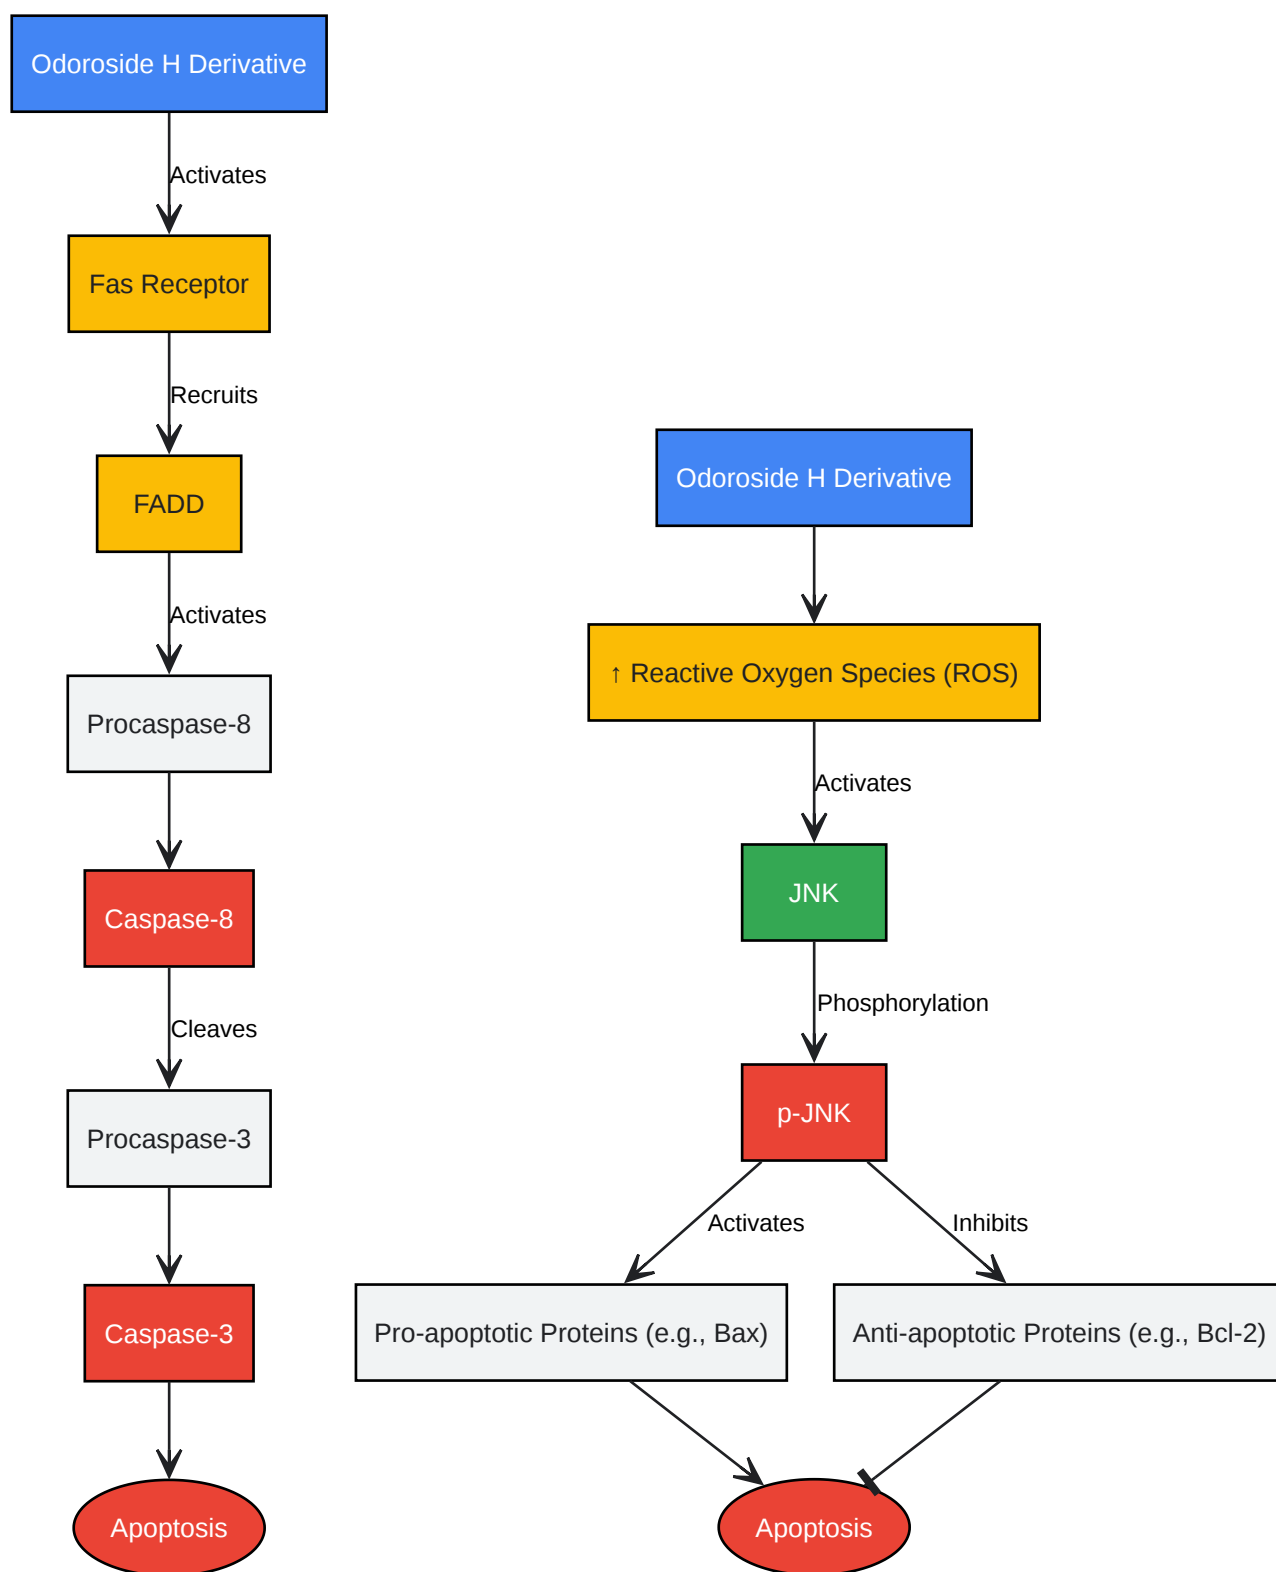 Odoroside H Derivative
Activates
Fas Receptor
Recruits
FADD
Activates
Procaspase-8
Caspase-8
Cleaves
Procaspase-3
Caspase-3
Apoptosis
Odoroside H Derivative
↑ Reactive Oxygen Species (ROS)
Activates
JNK
Phosphorylation
p-JNK
Activates
Inhibits
Pro-apoptotic Proteins (e.g., Bax)
Anti-apoptotic Proteins (e.g., Bcl-2)
Apoptosis